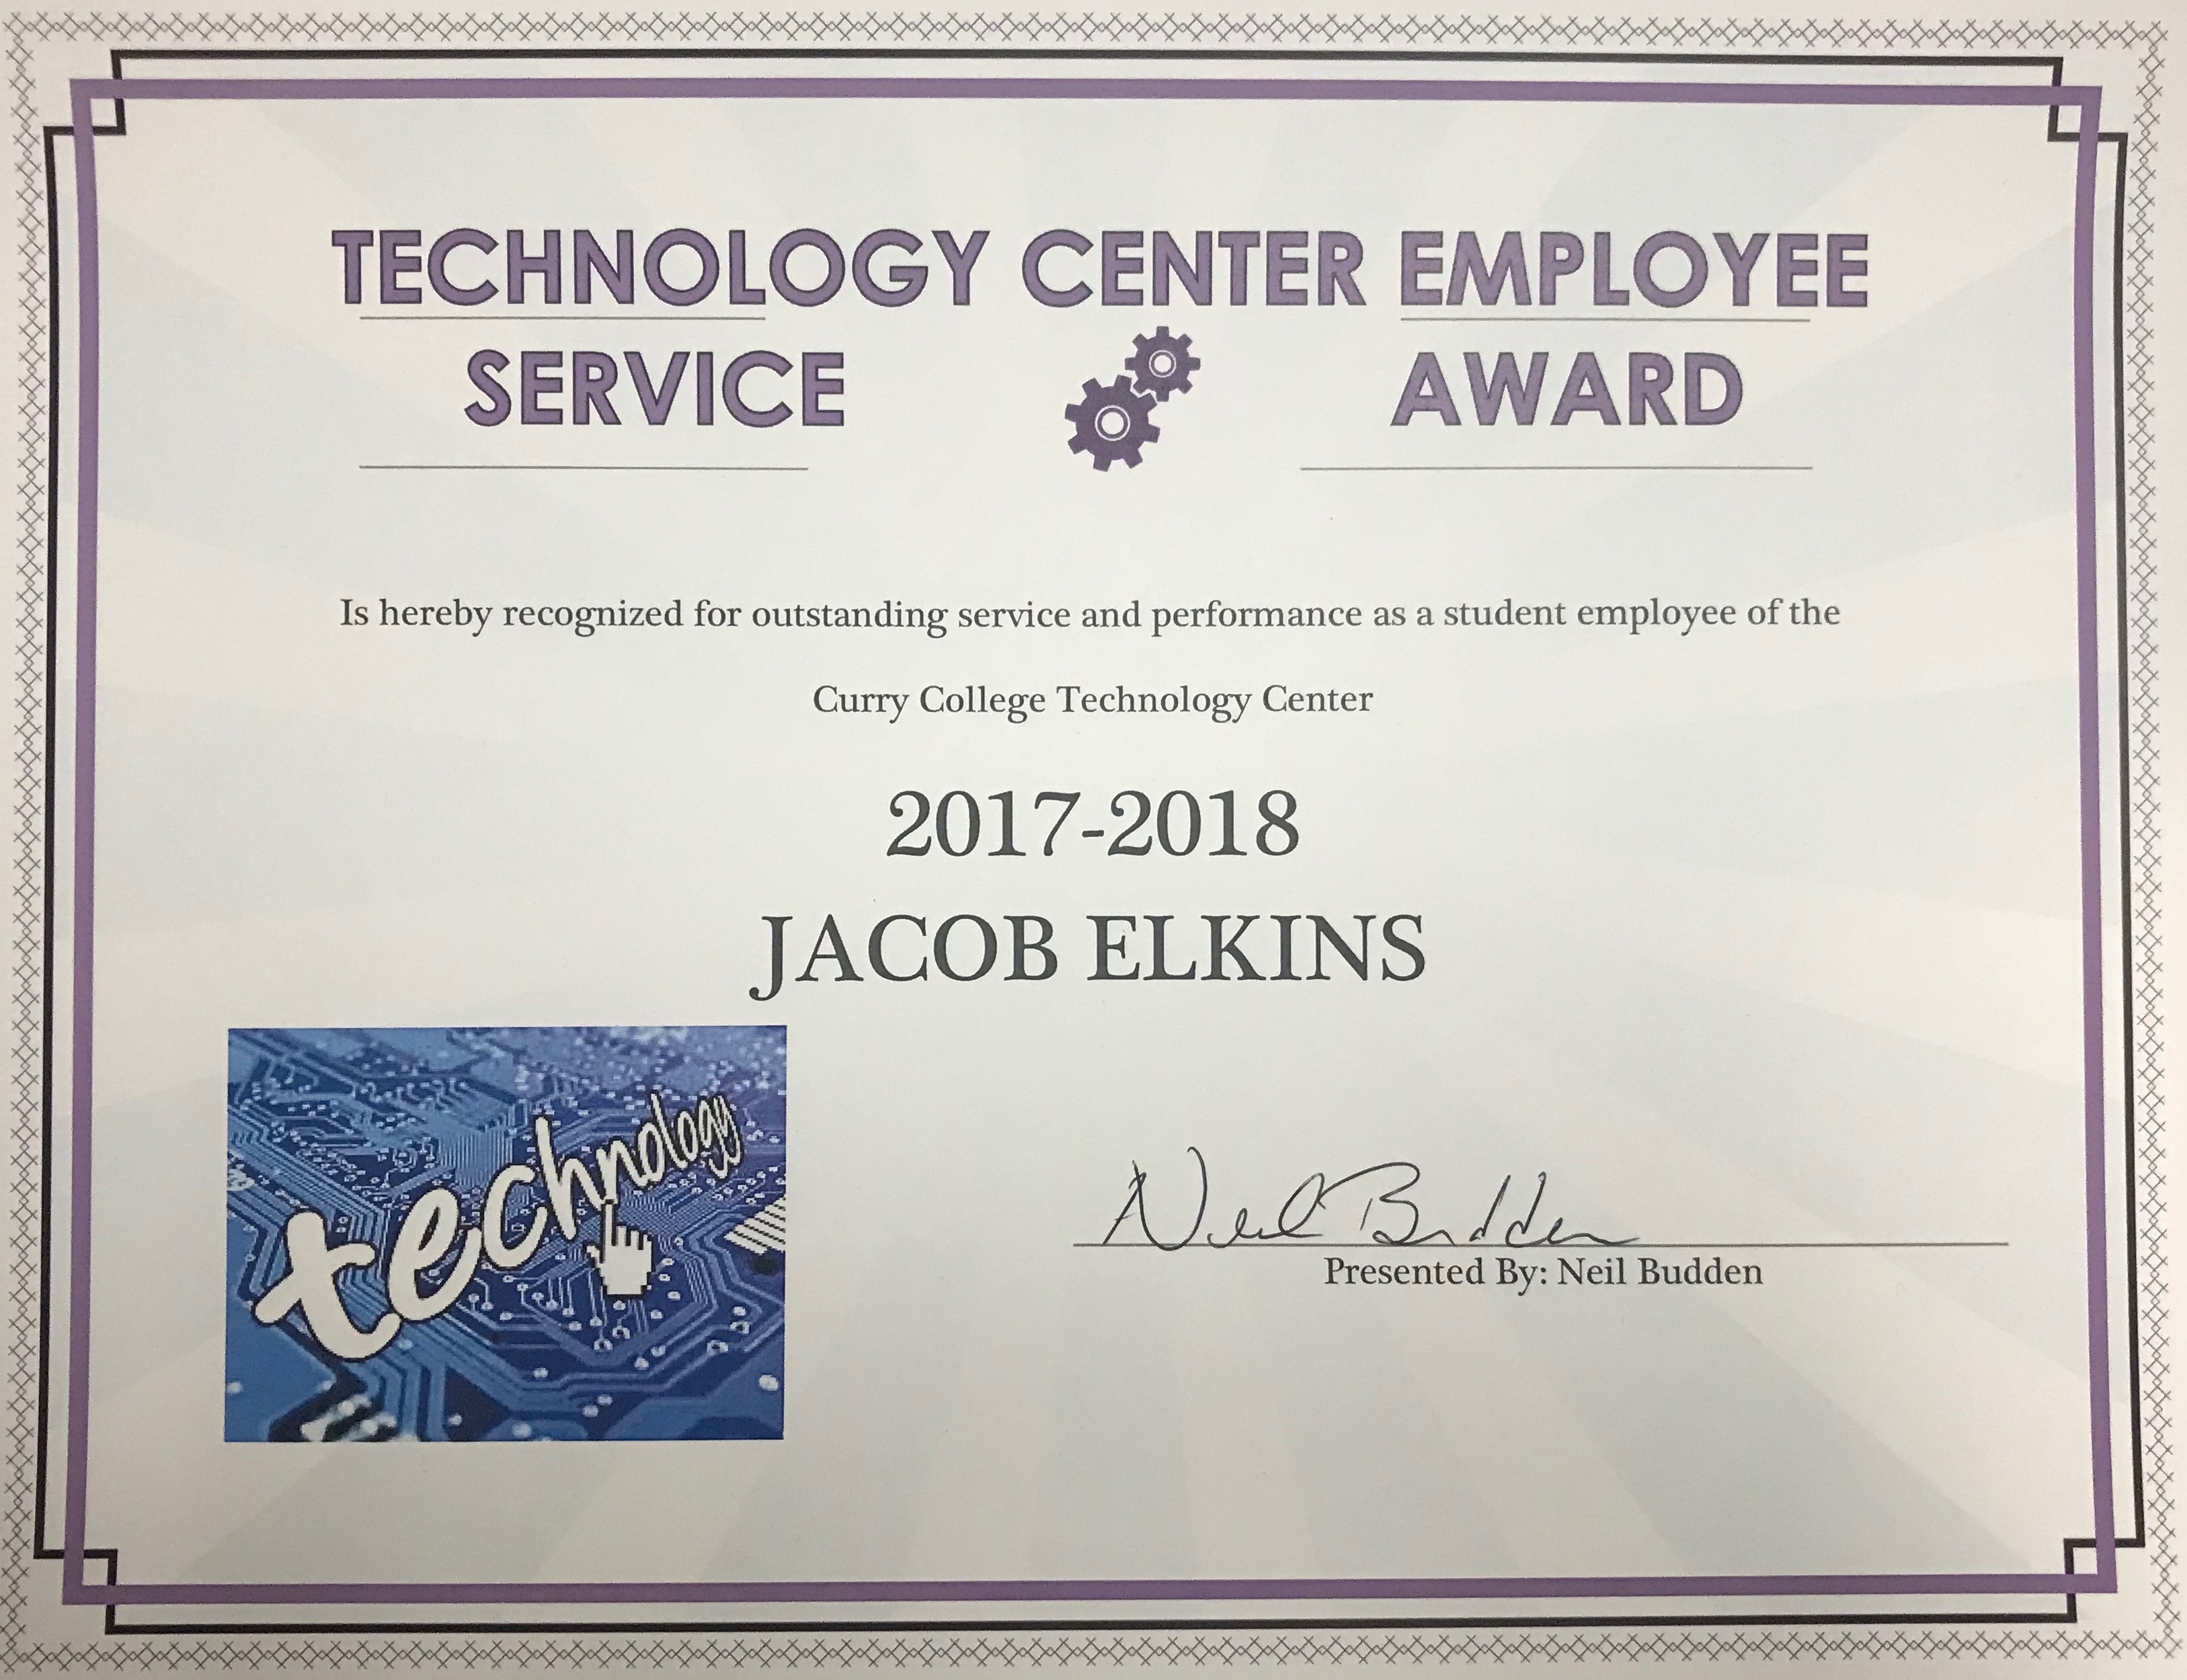 TECHNOLOGY CENTER EMPLOYEE
SERVICE AWARD
Is hereby recognized for outstanding service and performance as a student employee of the
Curry College Technology Center
2017-2018
JACOB ELKINS
technology
Neil Budden
Presented By: Neil Budden